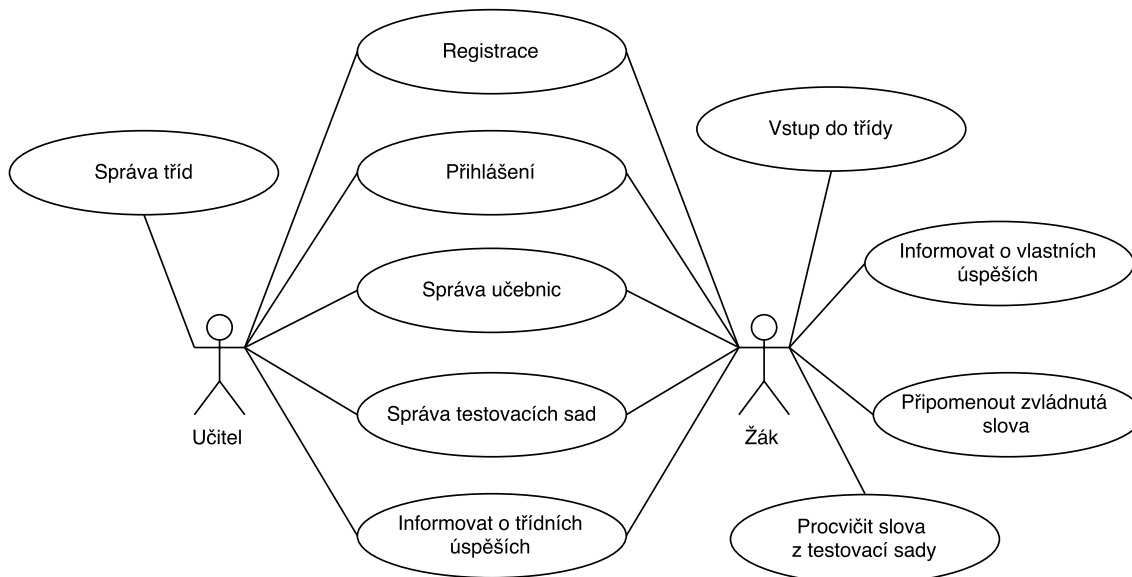 Registrace
Vstup do třídy
Správa tříd
Přihlášení
Informovat o vlastních
úspěších
Správa učebnic
Připomenout zvládnutá
slova
Správa testovacích sad
Učitel
Žák
Informovat o třídních
úspěších
Procvičit slova
z testovací sady